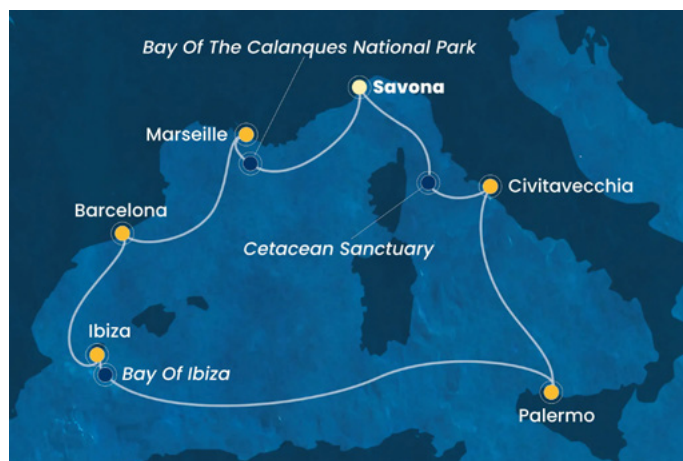 Bay Of The Calanques National Park
Savona
Marseille
Civitavecchia
Barcelona
Cetacean Sanctuary
Ibiza
Bay Of Ibiza
Palermo